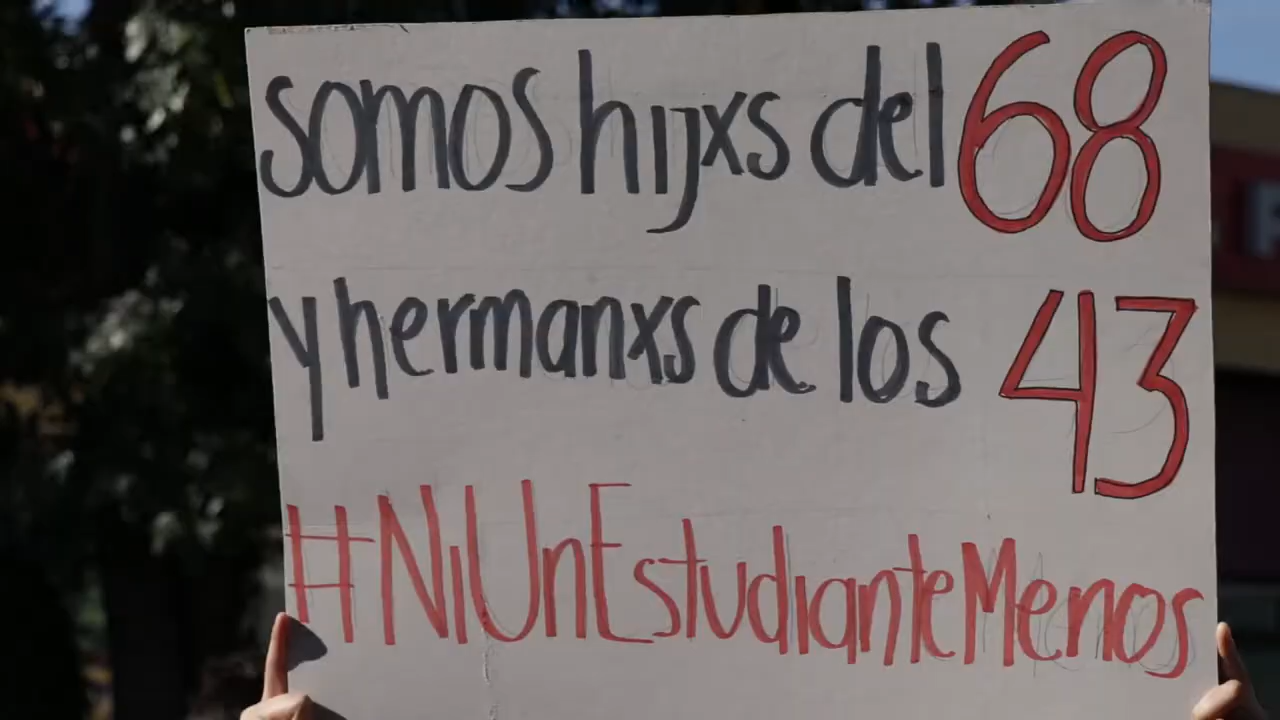 somos hijxs del 68
y hermanxs de los 43
#NiUnEstudianteMenos